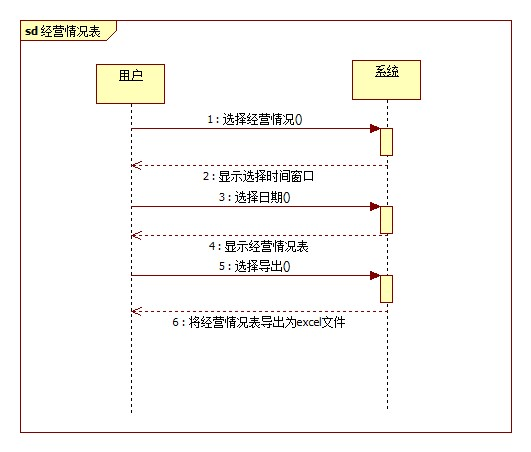 sd 经营情况表
用户
系统
1 : 选择经营情况()
2 : 显示选择时间窗口
3 : 选择日期()
4 : 显示经营情况表
5 : 选择导出()
6 : 将经营情况表导出为excel文件